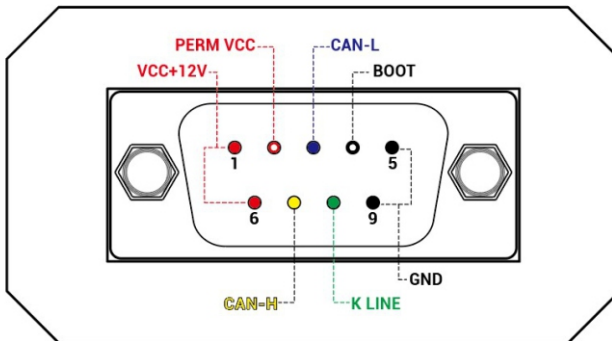 PERM VCC
CAN-L
VCC+12V
BOOT
1
5
6
9
GND
CAN-H
K LINE